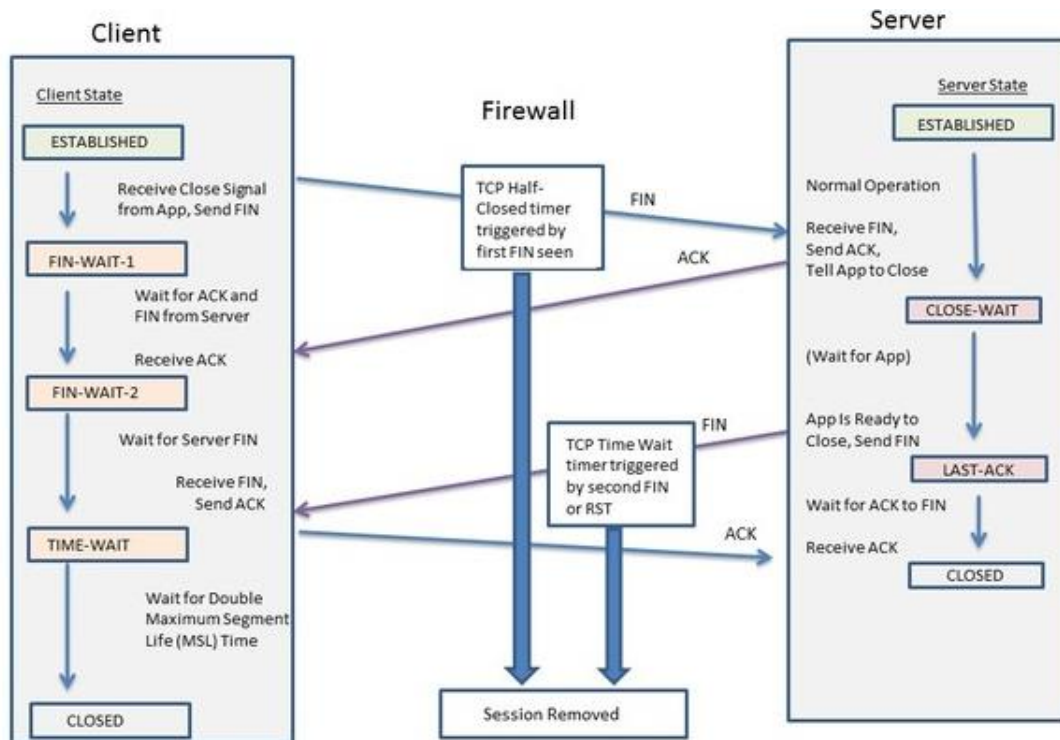 Client
Client State
ESTABLISHED
Receive Close Signal
from App, Send FIN
FIN-WAIT-1
Wait for ACK and
FIN from Server
Receive ACK
FIN-WAIT-2
Wait for Server FIN
Receive FIN,
Send ACK
TIME-WAIT
Wait for Double
Maximum Segment
Life (MSL) Time
CLOSED
Firewall
TCP Half-
Closed timer
triggered by
first FIN seen
FIN
ACK
TCP Time Wait
timer triggered
by second FIN
or RST
FIN
ACK
Session Removed
Server
Server State
ESTABLISHED
Normal Operation
Receive FIN,
Send ACK,
Tell App to Close
CLOSE-WAIT
(Wait for App)
App Is Ready to
Close, Send FIN
LAST-ACK
Wait for ACK to FIN
Receive ACK
CLOSED